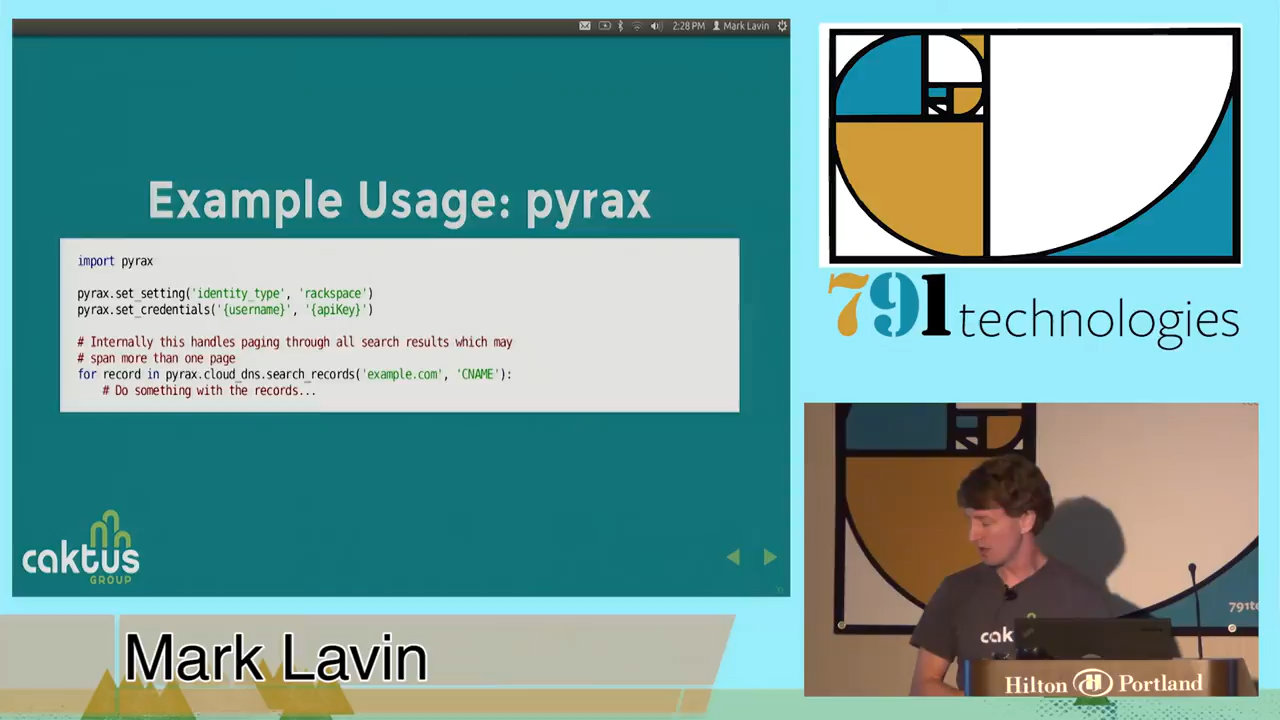 2:28 PM Mark Lavin
Example Usage: pyrax
import pyrax
pyrax.set_setting('identity_type', 'rackspace')
pyrax.set_credentials('{username}', '{apiKey}')
# Internally this handles paging through all search results which may
# span more than one page
for record in pyrax.cloud_dns.search_records('example.com', 'CNAME'):
# Do something with the records...
caktus
GROUP
791 technologies
Mark Lavin
cak
Hilton Portland